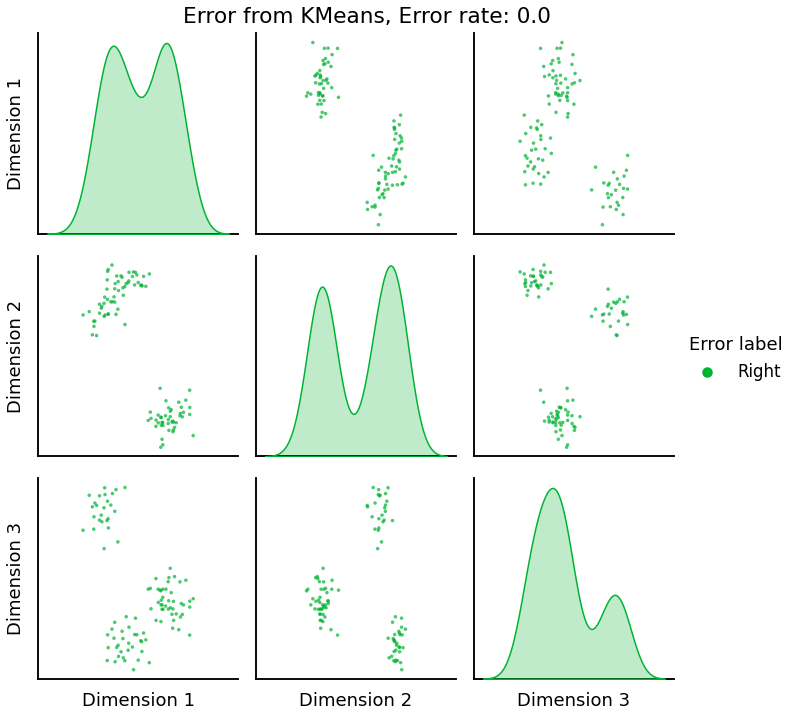 Error from KMeans, Error rate: 0.0
Dimension 1
Dimension 2
Error label
Right
Dimension 3
Dimension 1
Dimension 2
Dimension 3